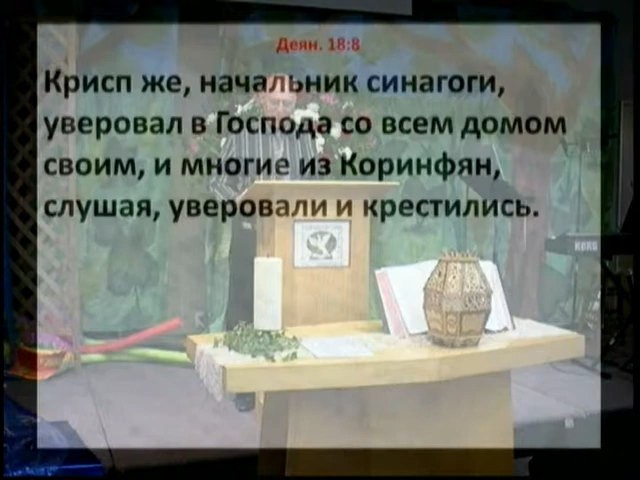 Деян. 18:8
Крисп же, начальник синагоги,
уверовал в Господа со всем домом
своим, и многие из Коринфян,
слушая, уверовали и крестились.
KORG